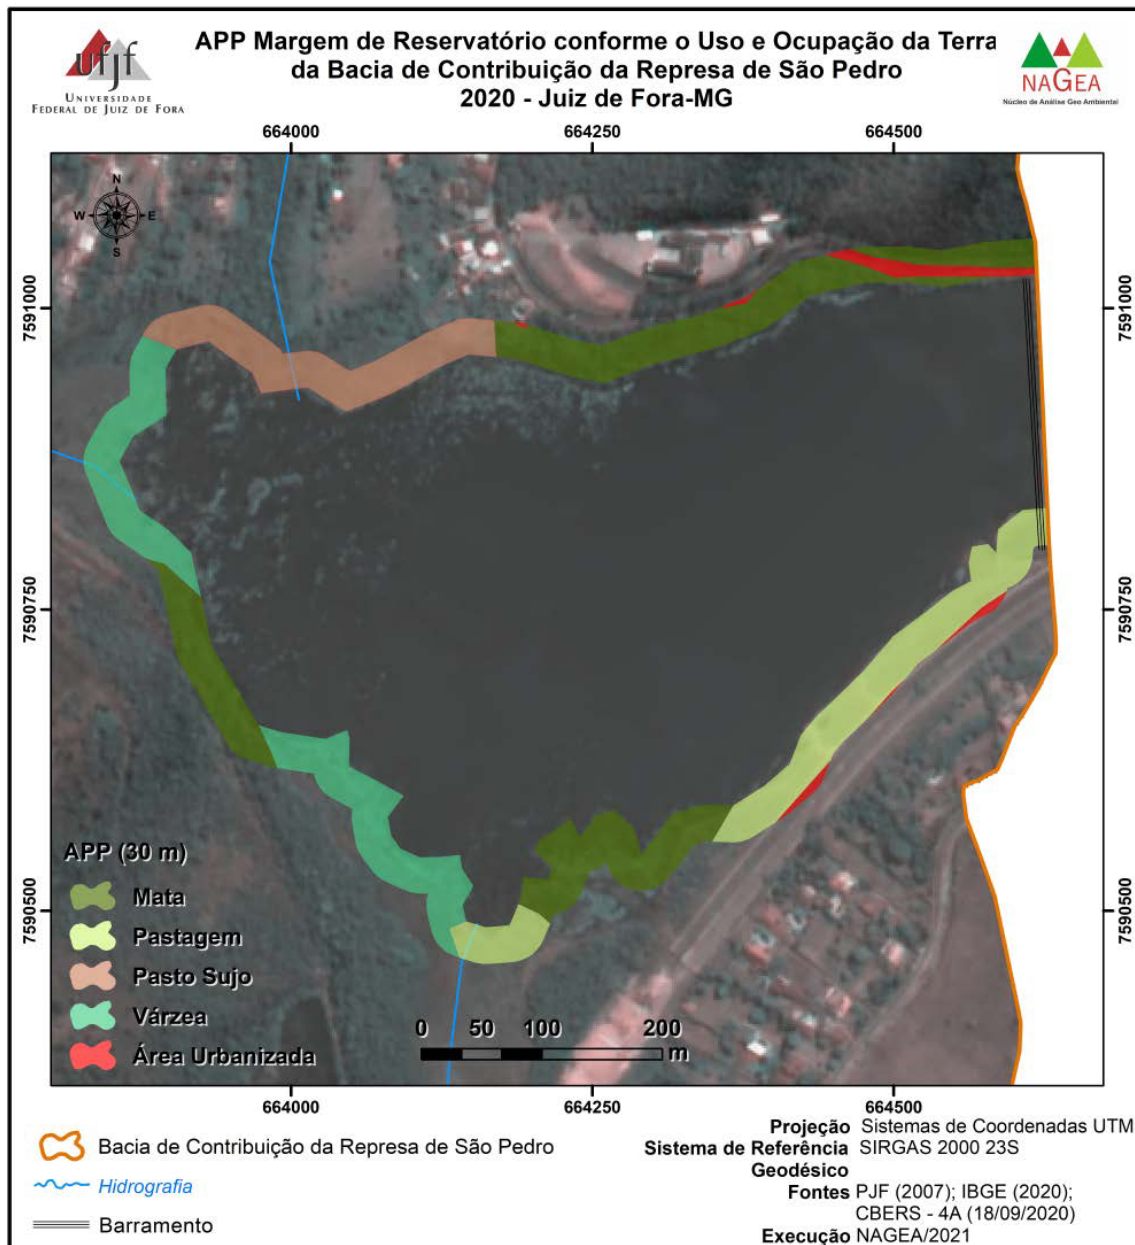 ufjf
UNIVERSIDADE
FEDERAL DE JUIZ DE FORA
APP Margem de Reservatório conforme o Uso e Ocupação da Terra
da Bacia de Contribuição da Represa de São Pedro
2020 - Juiz de Fora-MG
NAGEA
Núcleo de Análise Geo Ambiental
664000 664250 664500
N
W E
S
7591000 7591000
7590750 7590750
7590500 7590500
APP (30 m)
Mata
Pastagem
Pasto Sujo
Várzea
Área Urbanizada
0 50 100 200
m
664000 664250 664500
Bacia de Contribuição da Represa de São Pedro
Hidrografia
Barramento
Projeção Sistemas de Coordenadas UTM
Sistema de Referência SIRGAS 2000 23S
Geodésico
Fontes PJF (2007); IBGE (2020);
CBERS - 4A (18/09/2020)
Execução NAGEA/2021